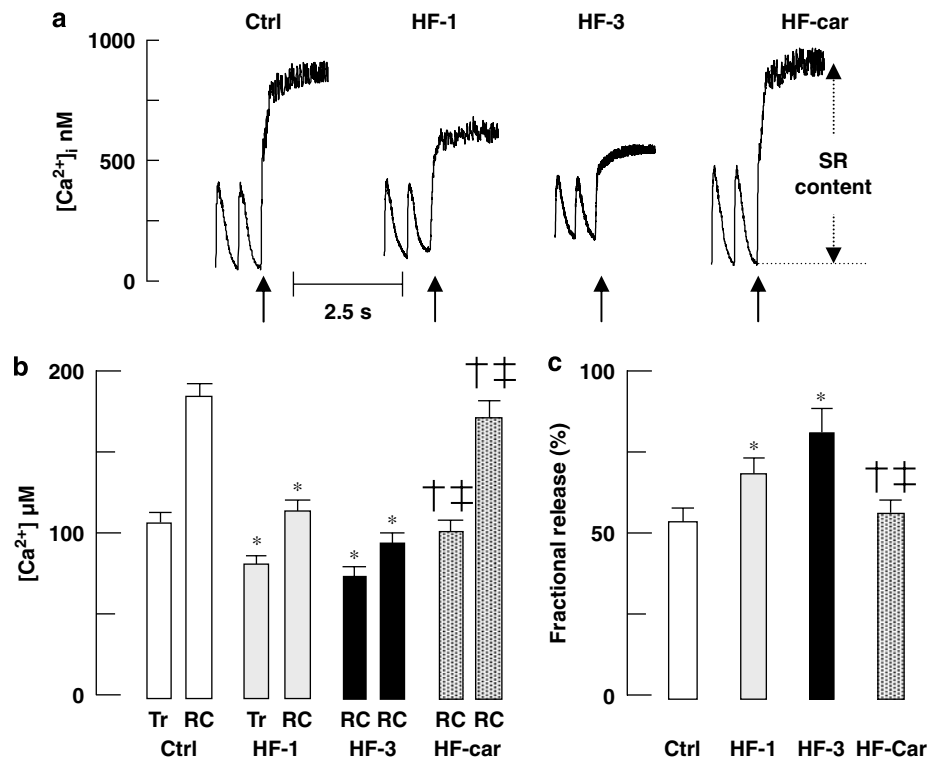 a
Ctrl HF-1 HF-3 HF-car
1000
500
0
[Ca²⁺]ᵢ nM
SR
content
2.5 s
b
200
100
0
[Ca²⁺] µM
* * * * †‡ †‡
Tr RC Tr RC RC RC RC RC
Ctrl HF-1 HF-3 HF-car
c
100
50
0
Fractional release (%)
* * †‡
Ctrl HF-1 HF-3 HF-Car